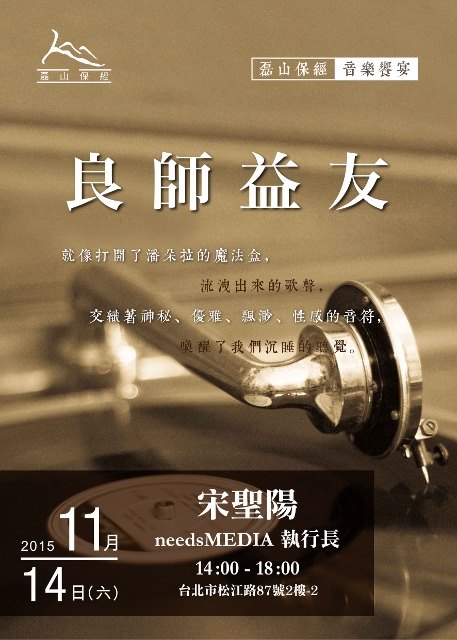 磊山保經
磊山保經 音樂饗宴
良師益友
就像打開了潘朵拉的魔法盒，
流洩出來的歌聲，
交織著神秘、優雅、飄渺、性感的音符，
喚醒了我們沉睡的聽覺。
宋聖陽
needsMEDIA 執行長
14:00 - 18:00
台北市松江路87號2樓-2
2015 11月
14日(六)